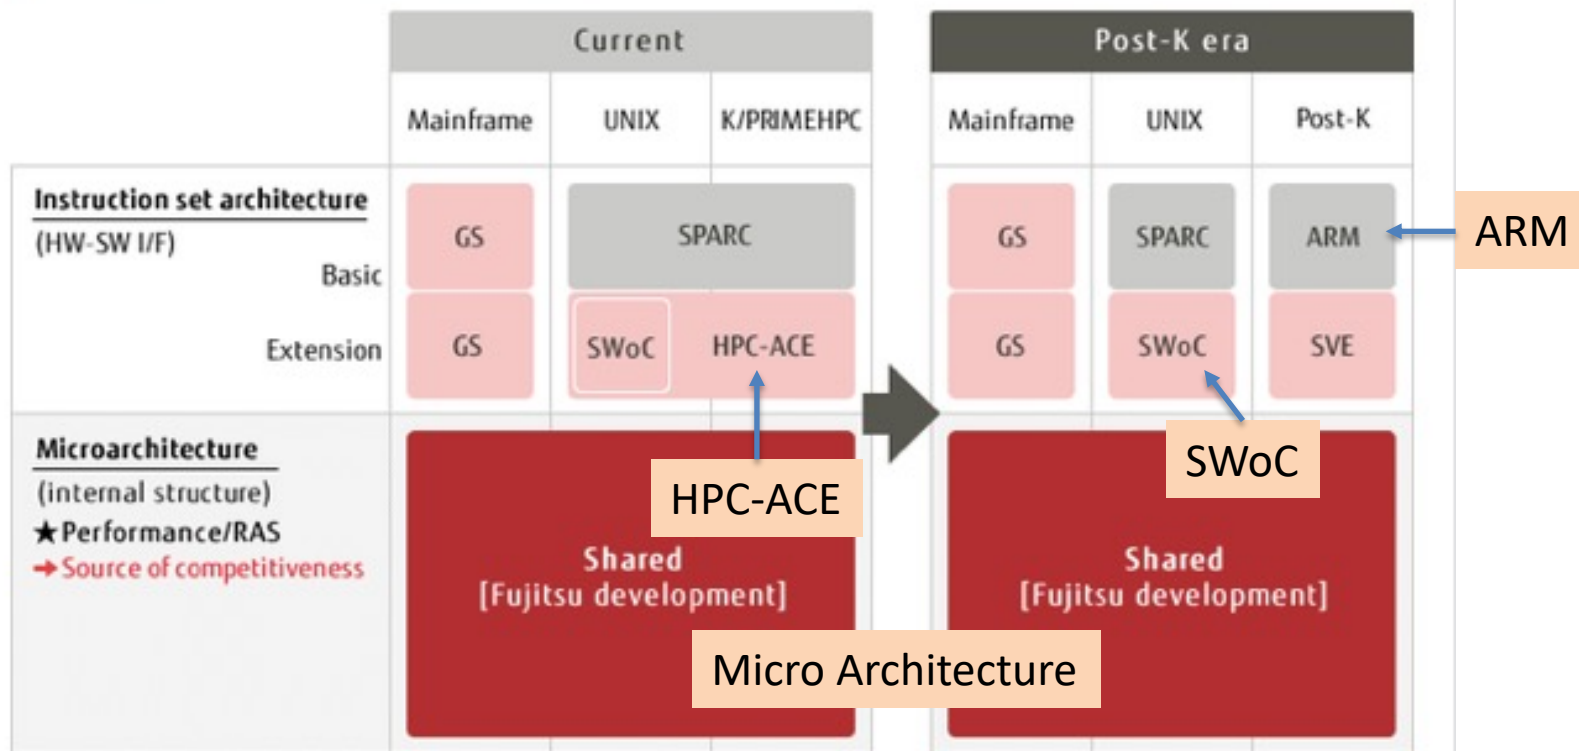 Current
Post-K era
Mainframe UNIX K/PRIMEHPC
Mainframe UNIX Post-K
Instruction set architecture
(HW-SW I/F)
Basic
GS SPARC
GS SPARC ARM
ARM
Extension
GS SWoC HPC-ACE
GS SWoC SVE
Microarchitecture
(internal structure)
★Performance/RAS
➔Source of competitiveness
HPC-ACE
SWoC
Shared
[Fujitsu development]
Shared
[Fujitsu development]
Micro Architecture